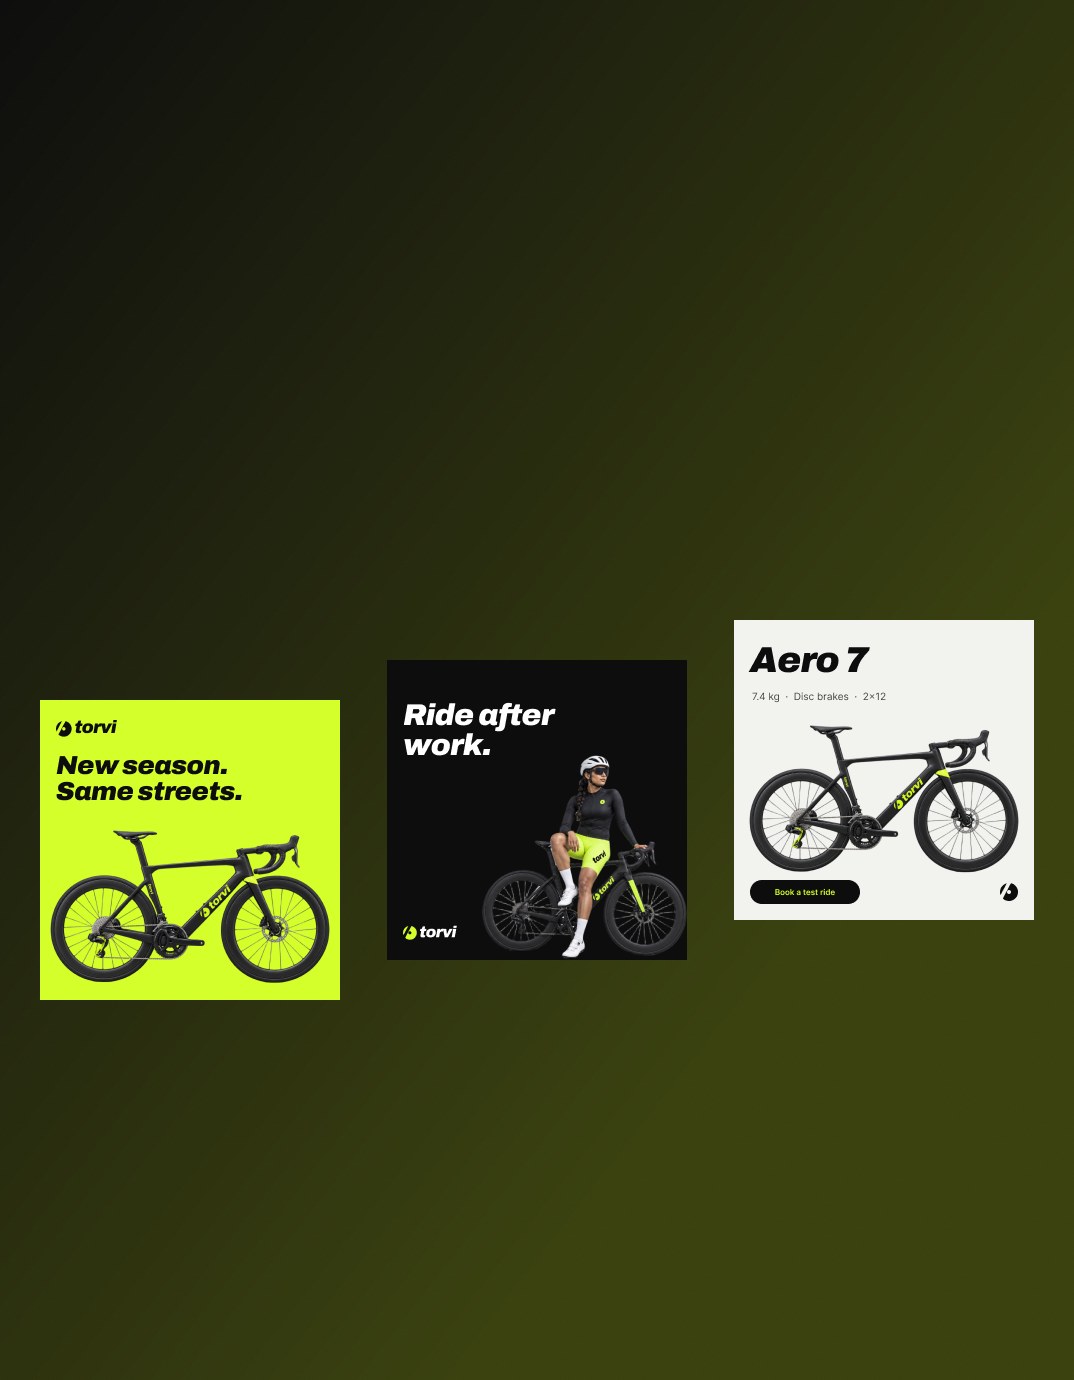 torvi
New season.
Same streets.
torvi
Ride after
work.
torvi
torvi
torvi
Aero 7
7.4 kg · Disc brakes · 2×12
torvi
Book a test ride